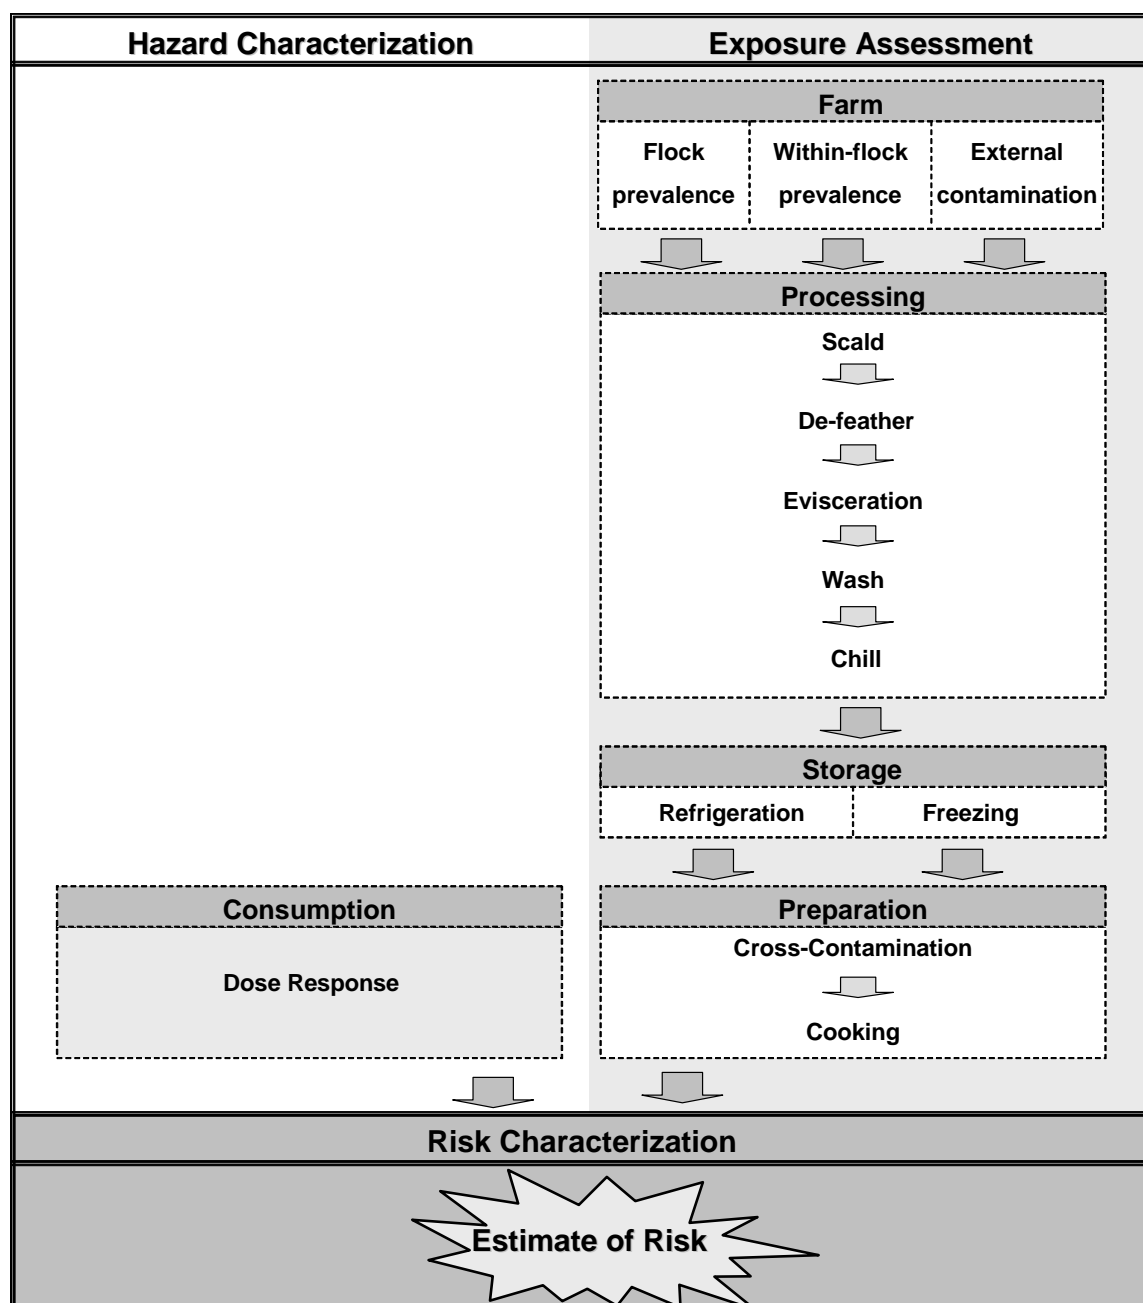 Hazard Characterization
Exposure Assessment
Farm
Flock
prevalence
Within-flock
prevalence
External
contamination
Processing
Scald
De-feather
Evisceration
Wash
Chill
Storage
Refrigeration
Freezing
Consumption
Dose Response
Preparation
Cross-Contamination
Cooking
Risk Characterization
Estimate of Risk